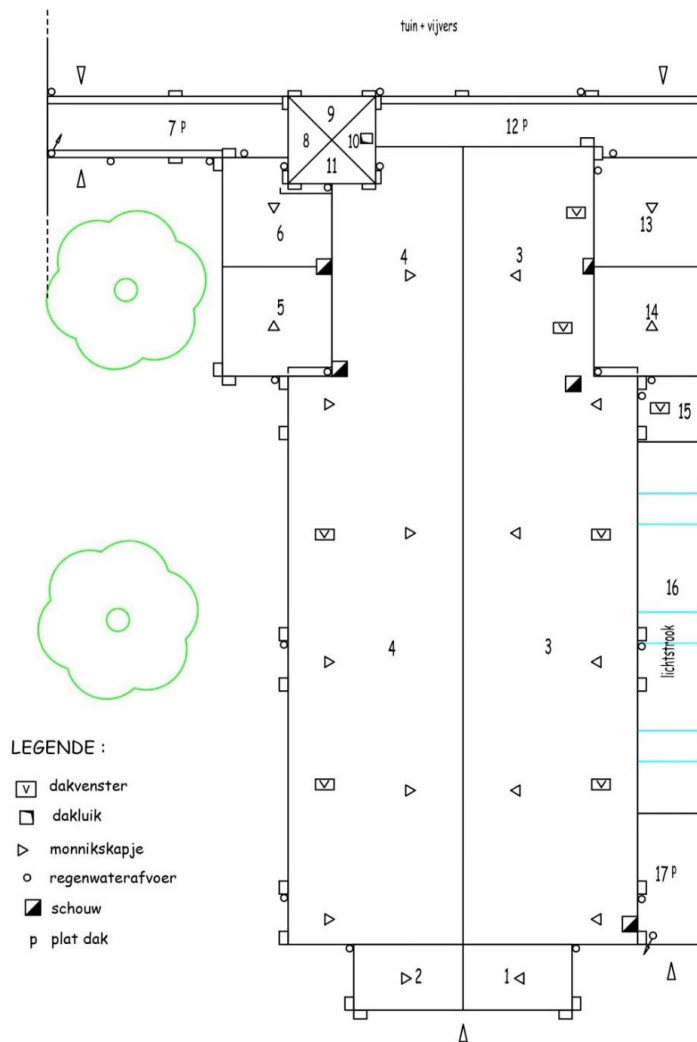 tuin + vijvers
7 p
9
8
10
11
12 p
6
4
3
13
5
14
15
16
4
3
lichtstrook
LEGENDE :
V dakvenster
dakluik
monnikskapje
regenwaterafvoer
schouw
p plat dak
17 p
2
1